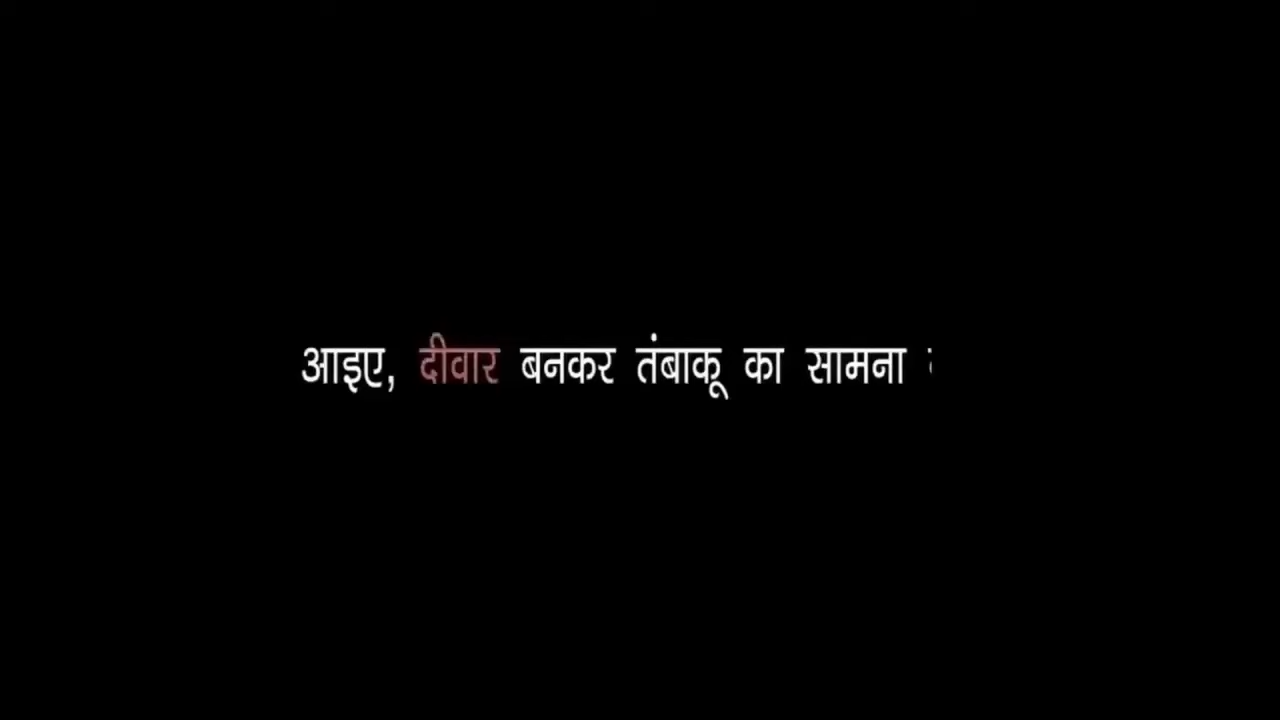 आइए, दीवार बनकर तंबाकू का सामना